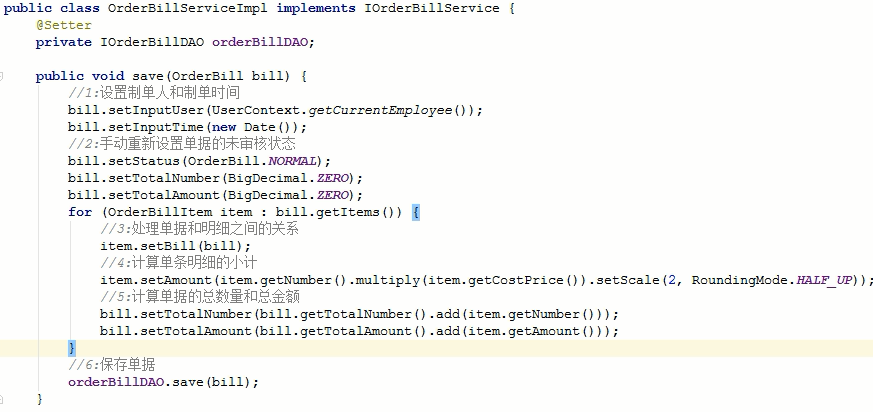 public class OrderBillServiceImpl implements IOrderBillService {
@Setter
private IOrderBillDAO orderBillDAO;
public void save(OrderBill bill) {
//1:设置制单人和制单时间
bill.setInputUser(UserContext.getCurrentEmployee());
bill.setInputTime(new Date());
//2:手动重新设置单据的未审核状态
bill.setStatus(OrderBill.NORMAL);
bill.setTotalNumber(BigDecimal.ZERO);
bill.setTotalAmount(BigDecimal.ZERO);
for (OrderBillItem item : bill.getItems()) {
//3:处理单据和明细之间的关系
item.setBill(bill);
//4:计算单条明细的小计
item.setAmount(item.getNumber().multiply(item.getCostPrice()).setScale(2, RoundingMode.HALF_UP));
//5:计算单据的总数量和总金额
bill.setTotalNumber(bill.getTotalNumber().add(item.getNumber()));
bill.setTotalAmount(bill.getTotalAmount().add(item.getAmount()));
}
//6:保存单据
orderBillDAO.save(bill);
}